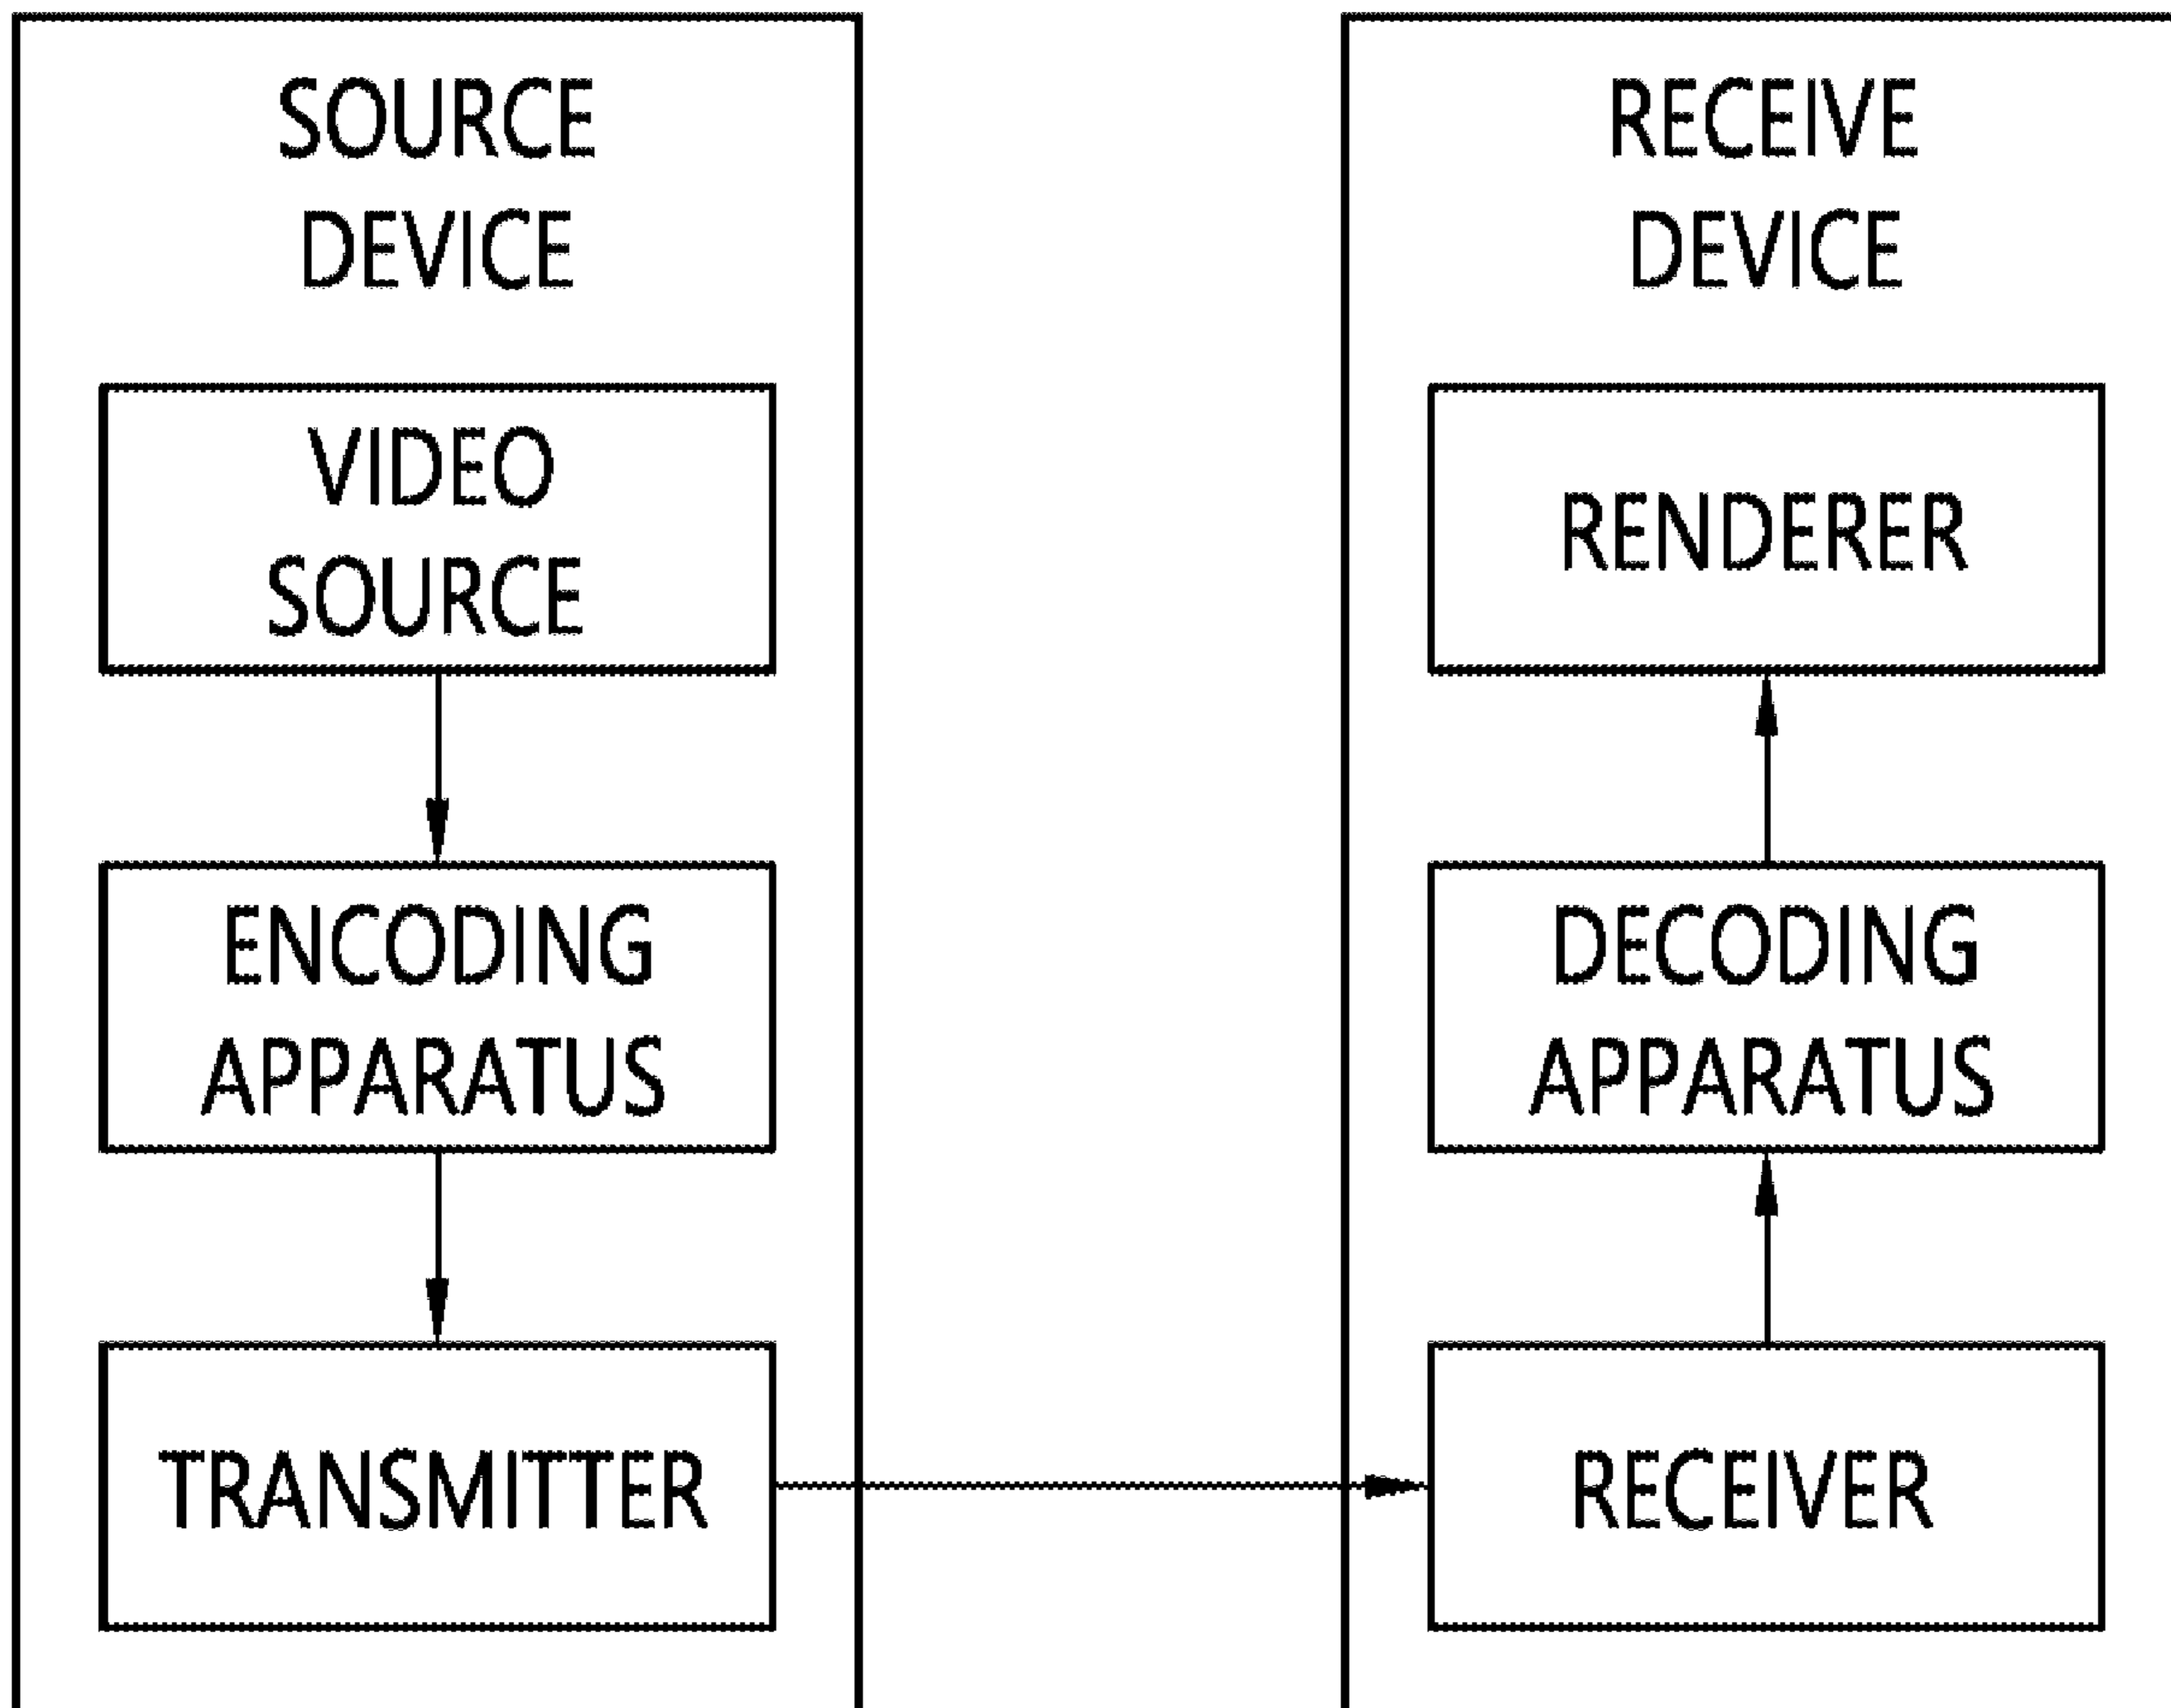 SOURCE
DEVICE
VIDEO
SOURCE
ENCODING
APPARATUS
TRANSMITTER
RECEIVE
DEVICE
RENDERER
DECODING
APPARATUS
RECEIVER